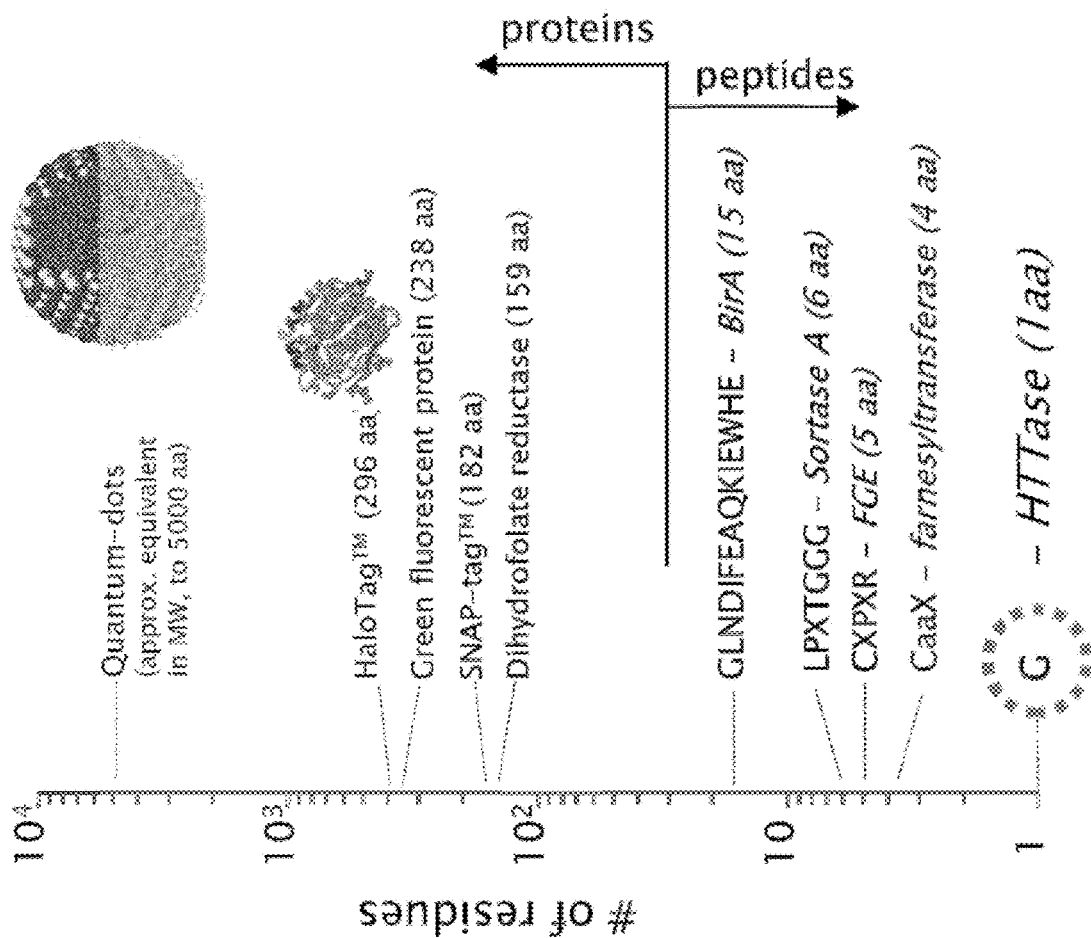 # of residues
10⁴
10³
10²
10
1
Quantum-dots
(approx. equivalent
in MW, to 5000 aa)
HaloTag™ (296 aa)
Green fluorescent protein (238 aa)
SNAP-tag™ (182 aa)
Dihydrofolate reductase (159 aa)
proteins
peptides
GLNDIFEAQKIEWHE - BirA (15 aa)
LPXTGGG - Sortase A (6 aa)
CXPXR - FGE (5 aa)
CaaX - farnesyltransferase (4 aa)
G - HTTase (1aa)